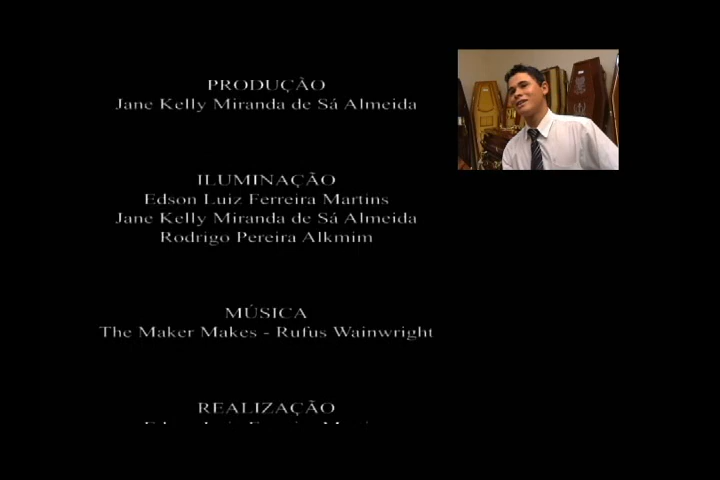 PRODUÇÃO
Jane Kelly Miranda de Sá Almeida
ILUMINAÇÃO
Edson Luiz Ferreira Martins
Jane Kelly Miranda de Sá Almeida
Rodrigo Pereira Alkmim
MÚSICA
The Maker Makes - Rufus Wainwright
REALIZAÇÃO